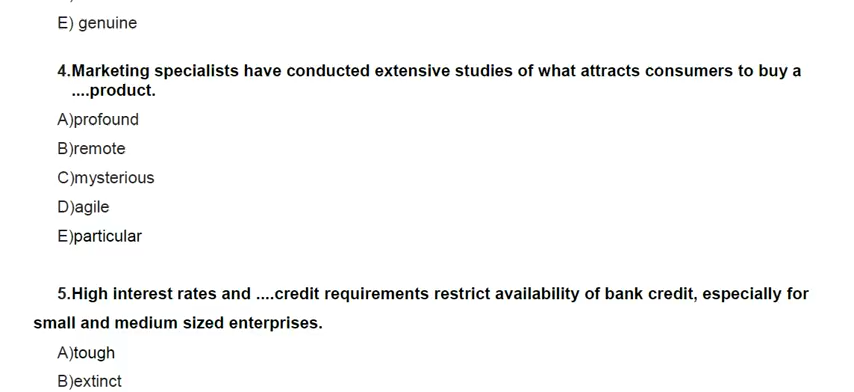 E) genuine
4.Marketing specialists have conducted extensive studies of what attracts consumers to buy a
....product.
A)profound
B)remote
C)mysterious
D)agile
E)particular
5.High interest rates and ....credit requirements restrict availability of bank credit, especially for
small and medium sized enterprises.
A)tough
B)extinct